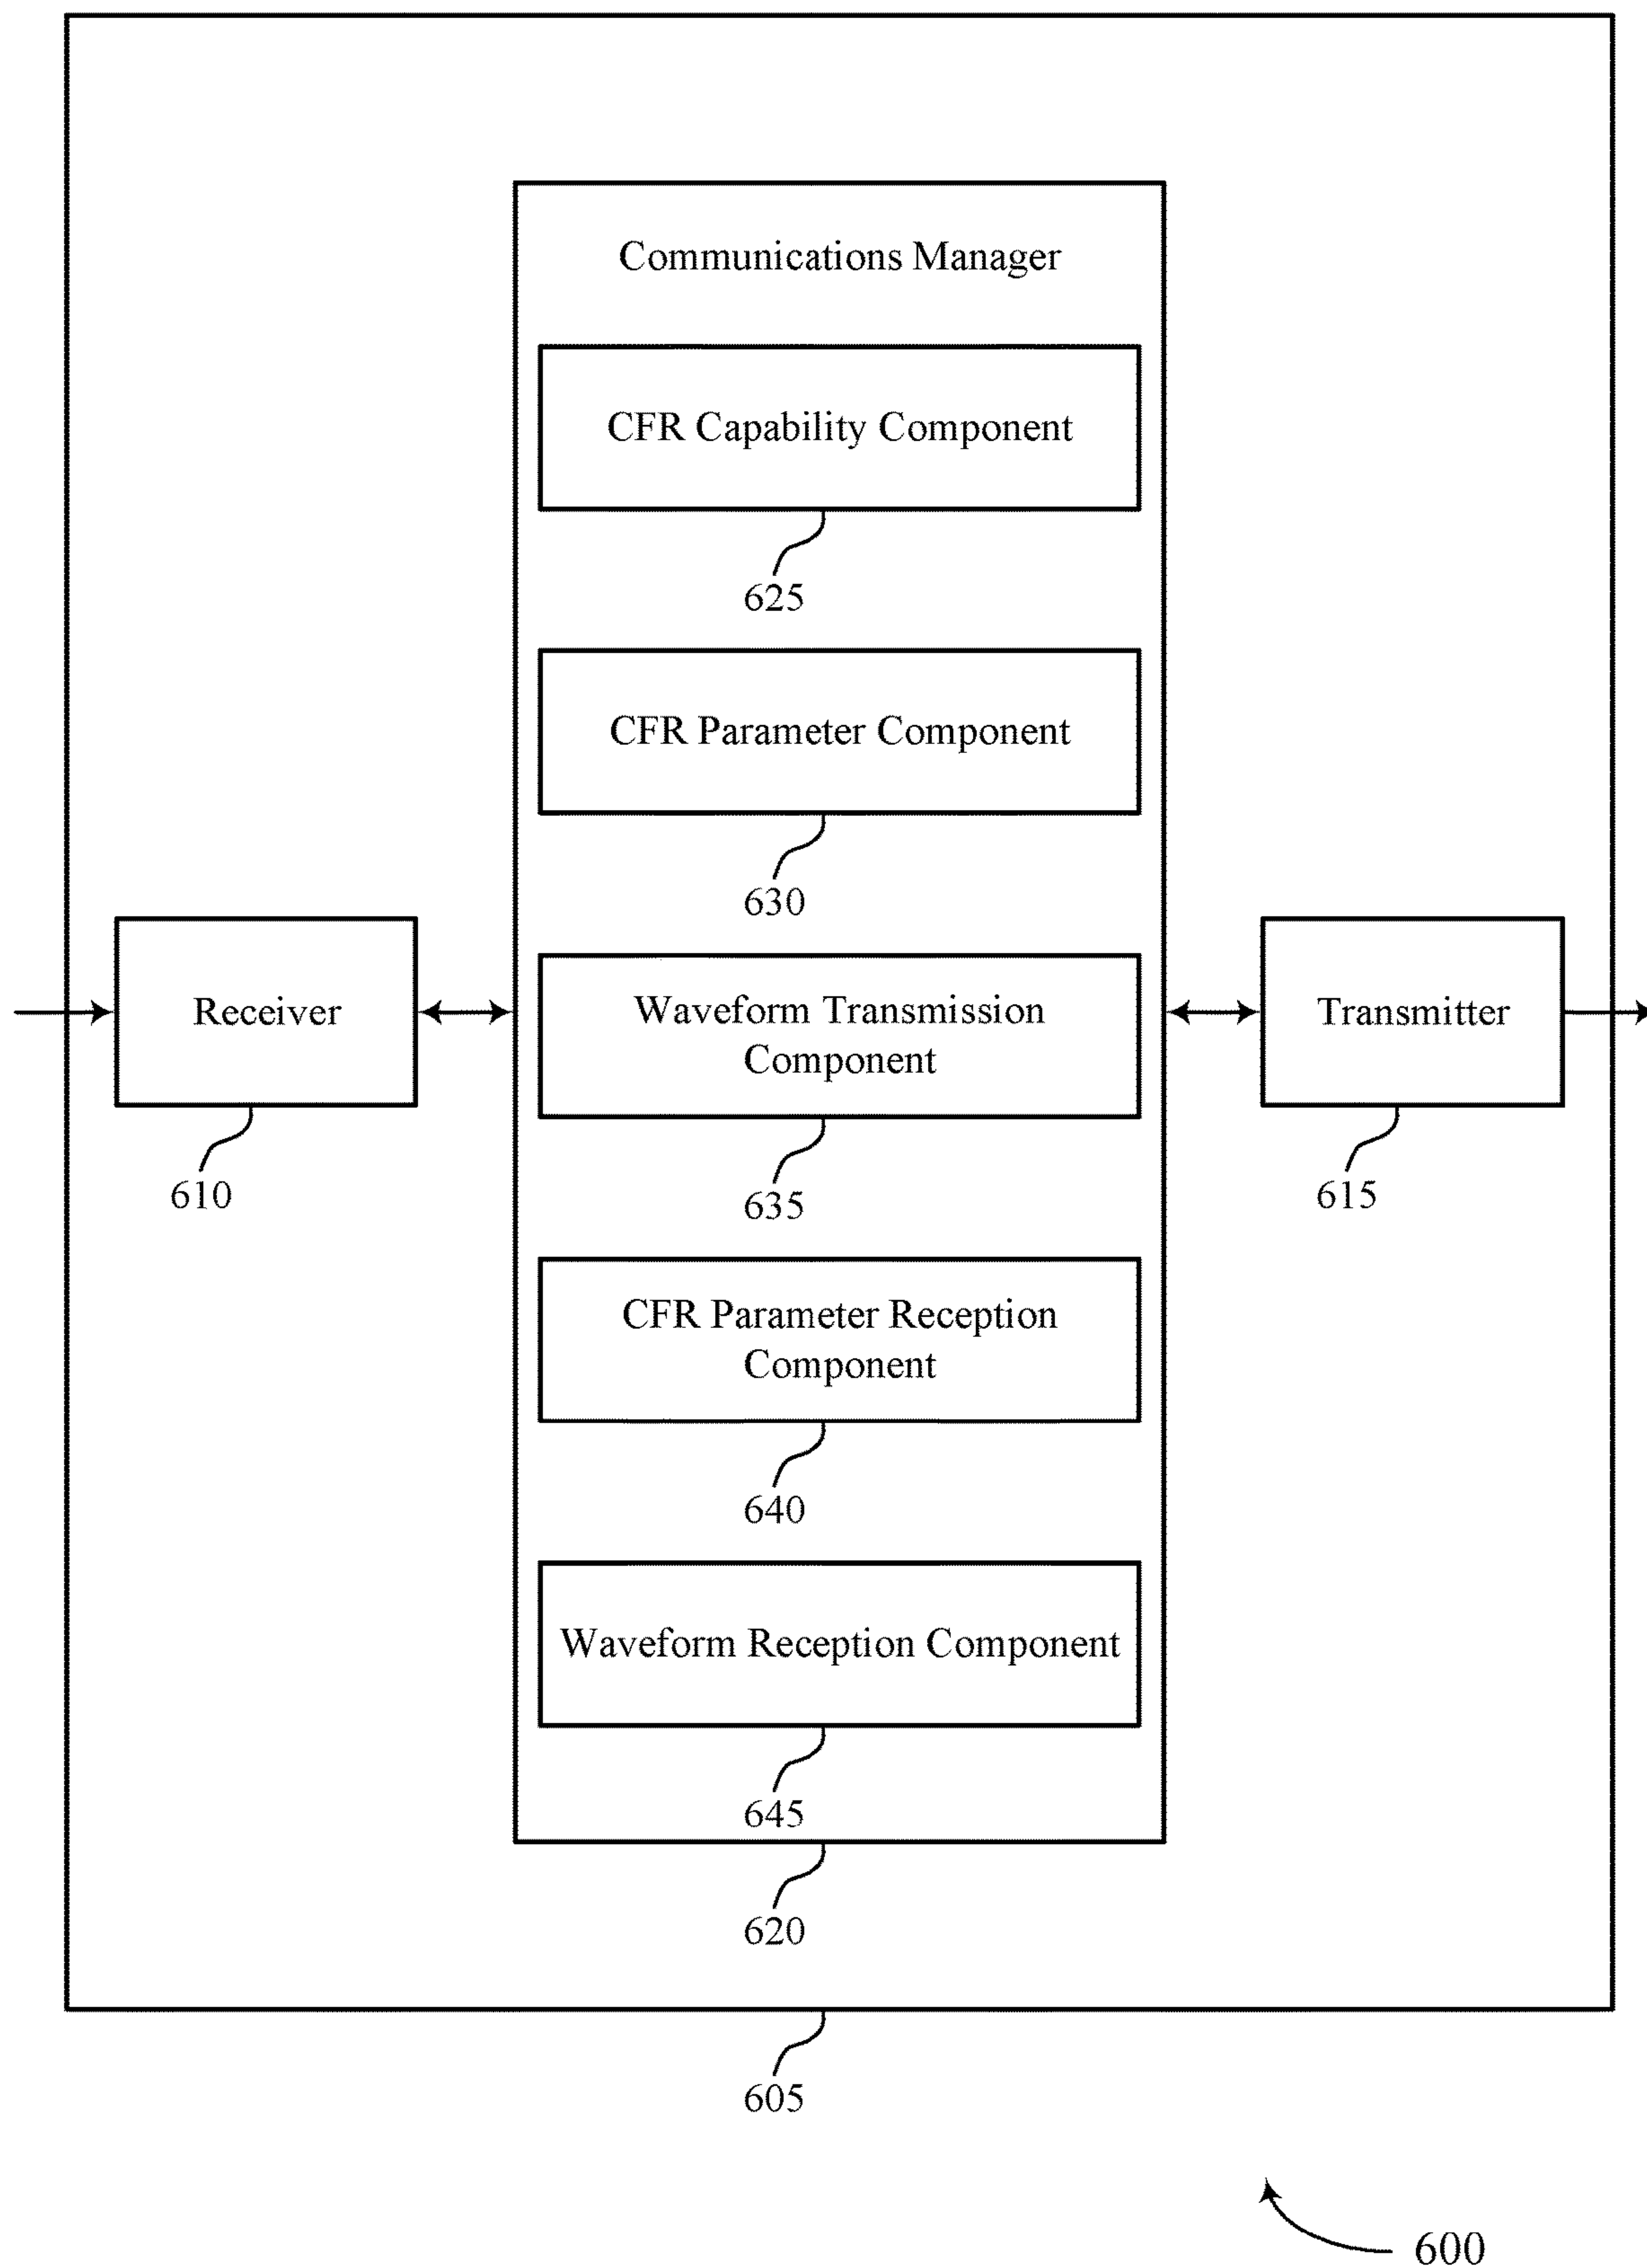 Communications Manager
CFR Capability Component
625
CFR Parameter Component
630
Receiver
610
Waveform Transmission
Component
635
Transmitter
615
CFR Parameter Reception
Component
640
Waveform Reception Component
645
620
605
600